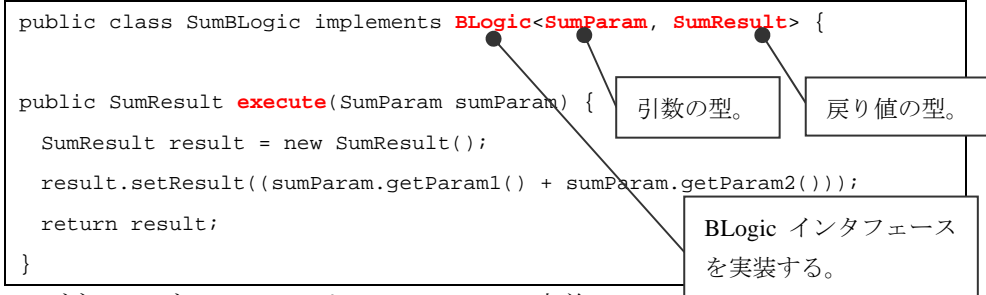 public class SumBLogic implements BLogic<SumParam, SumResult> {
public SumResult execute(SumParam sumParam) {
引数の型。
戻り値の型。
SumResult result = new SumResult();
result.setResult((sumParam.getParam1() + sumParam.getParam2()));
return result;
BLogic インタフェース
を実装する。
}